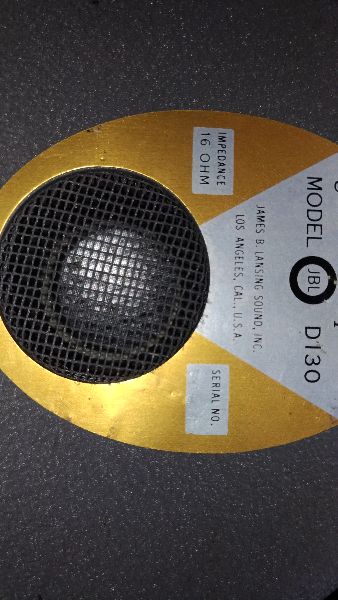 MODEL JBL D130
JAMES B. LANSING SOUND, INC.
LOS ANGELES, CAL., U.S.A.
IMPEDANCE
16 OHM
SERIAL NO.